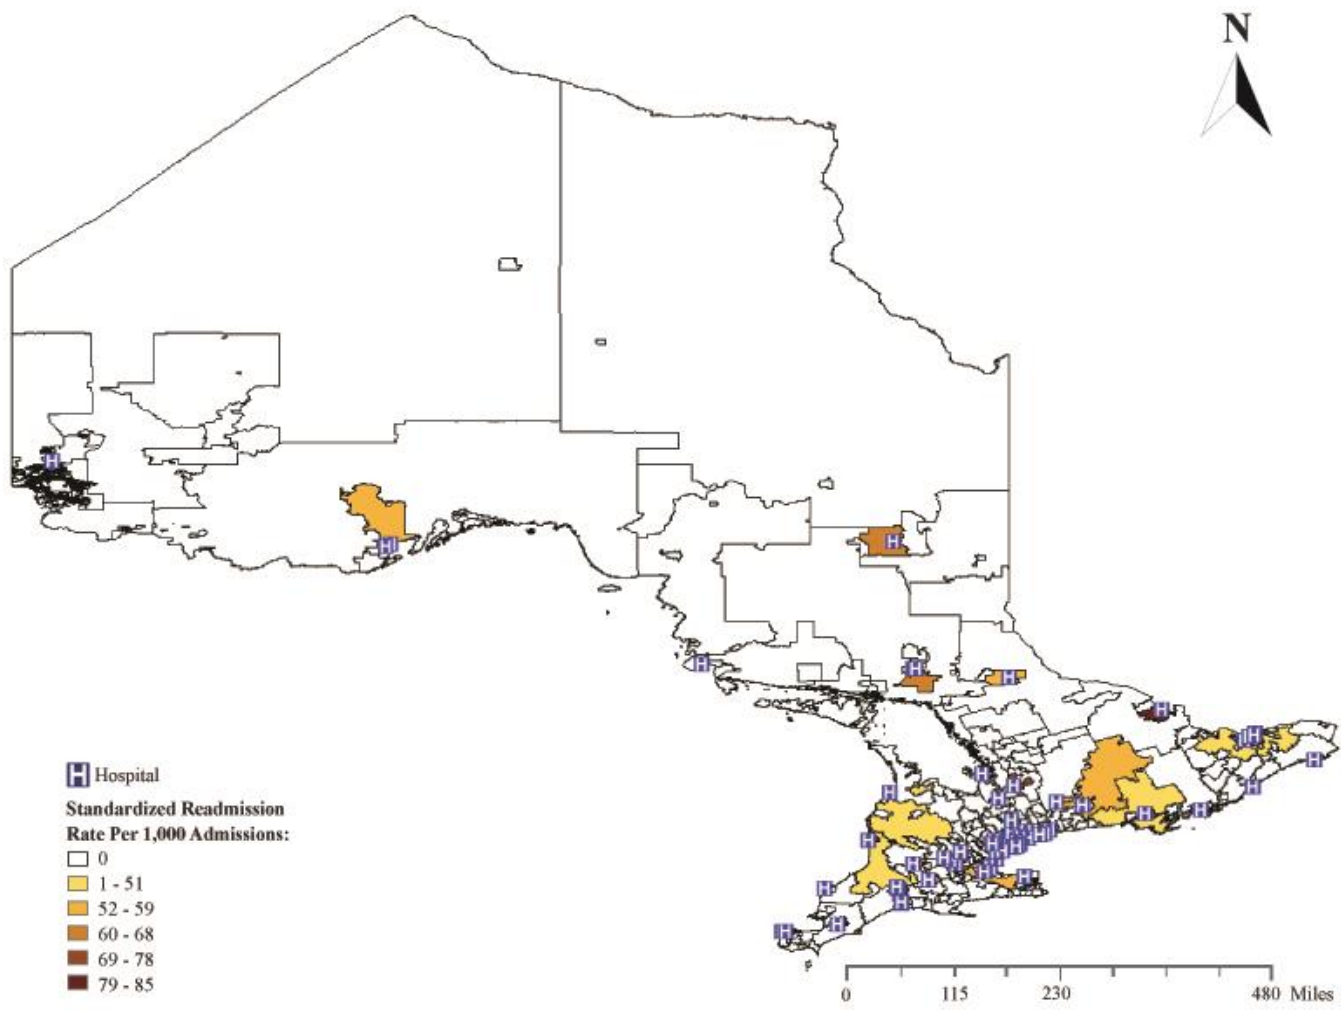 N
Hospital
Standardized Readmission
Rate Per 1,000 Admissions:
0
1 - 51
52 - 59
60 - 68
69 - 78
79 - 85
0 115 230 480 Miles